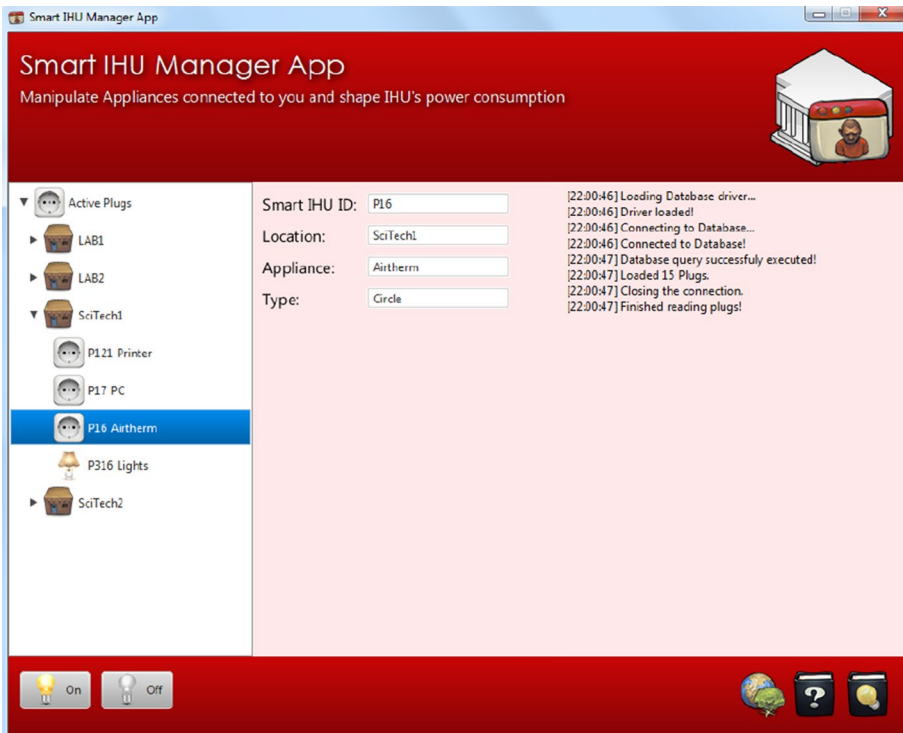 Smart IHU Manager App
Smart IHU Manager App
Manipulate Appliances connected to you and shape IHU's power consumption
Active Plugs
LAB1
LAB2
SciTech1
P121 Printer
P17 PC
P16 Airtherm
P316 Lights
SciTech2
Smart IHU ID: P16
Location: SciTech1
Appliance: Airtherm
Type: Circle
[22:00:46] Loading Database driver...
[22:00:46] Driver loaded!
[22:00:46] Connecting to Database...
[22:00:46] Connected to Database!
[22:00:47] Database query successfuly executed!
[22:00:47] Loaded 15 Plugs.
[22:00:47] Closing the connection.
[22:00:47] Finished reading plugs!
On
Off
?